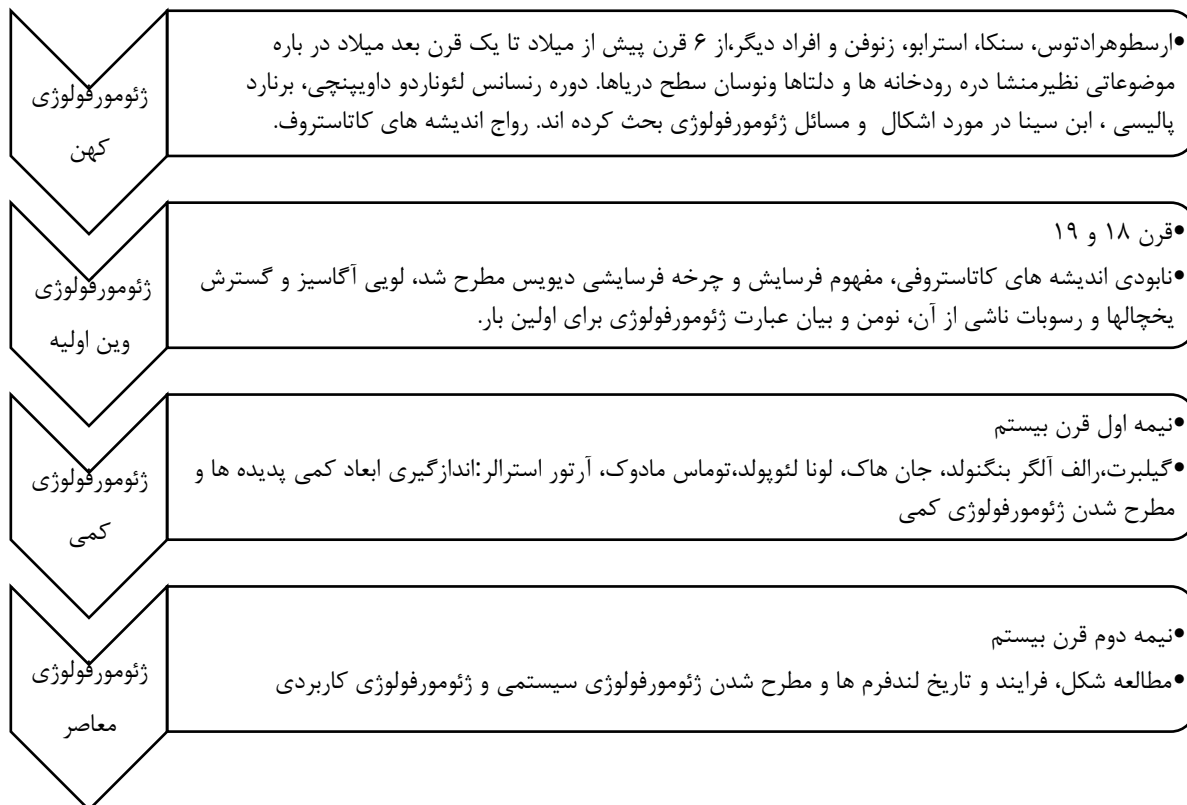 ژئومورفولوژی
کهن
•ارسطوهرادتوس، سنکا، استرابو، زنوفن و افراد دیگر،از ۶ قرن پیش از میلاد تا یک قرن بعد میلاد در باره
موضوعاتی نظیرمنشا دره رودخانه ها و دلتاها ونوسان سطح دریاها. دوره رنسانس لئوناردو داویپنچی، برنارد
پالیسی ، ابن سینا در مورد اشکال و مسائل ژئومورفولوژی بحث کرده اند. رواج اندیشه های کاتاستروف.
ژئومورفولوژی
وین اولیه
•قرن ۱۸ و ۱۹
•نابودی اندیشه های کاتاستروفی، مفهوم فرسایش و چرخه فرسایشی دیویس مطرح شد، لویی آگاسیز و گسترش
یخچالها و رسوبات ناشی از آن، نومن و بیان عبارت ژئومورفولوژی برای اولین بار.
ژئومورفولوژی
کمی
•نیمه اول قرن بیستم
•گیلبرت،رالف آلگر بنگنولد، جان هاک، لونا لئوپولد،توماس مادوک، آرتور استرالر:اندازگیری ابعاد کمی پدیده ها و
مطرح شدن ژئومورفولوژی کمی
ژئومورفولوژی
معاصر
•نیمه دوم قرن بیستم
•مطالعه شکل، فرایند و تاریخ لندفرم ها و مطرح شدن ژئومورفولوژی سیستمی و ژئومورفولوژی کاربردی